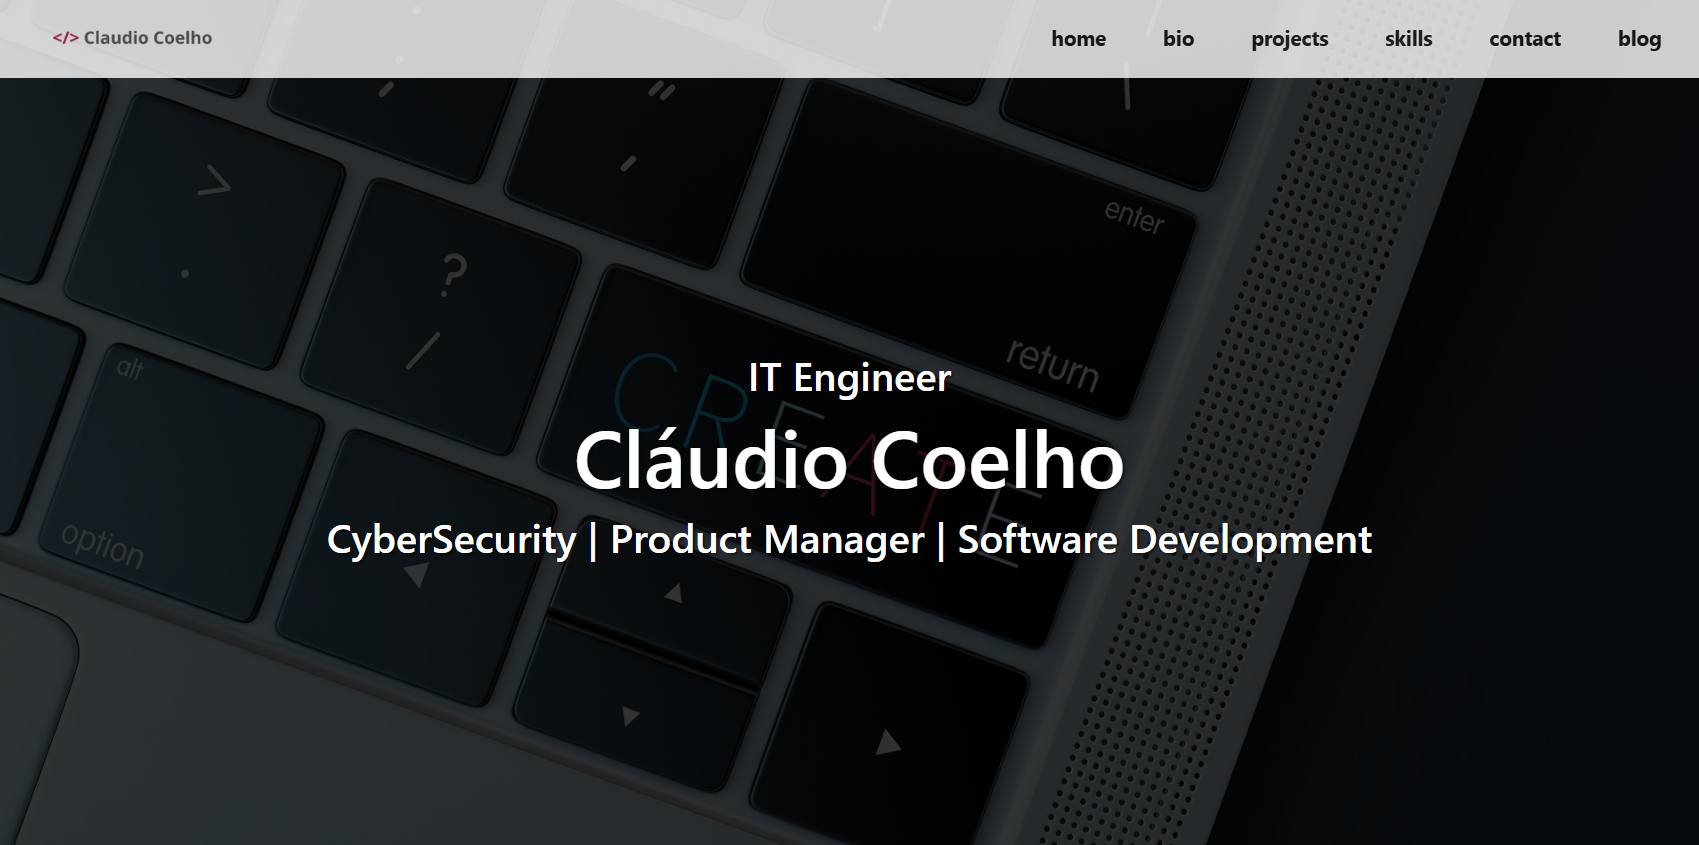 </> Claudio Coelho
home bio projects skills contact blog
enter
return
alt
option
CREATE
IT Engineer
Cláudio Coelho
CyberSecurity | Product Manager | Software Development
>
.
?
/